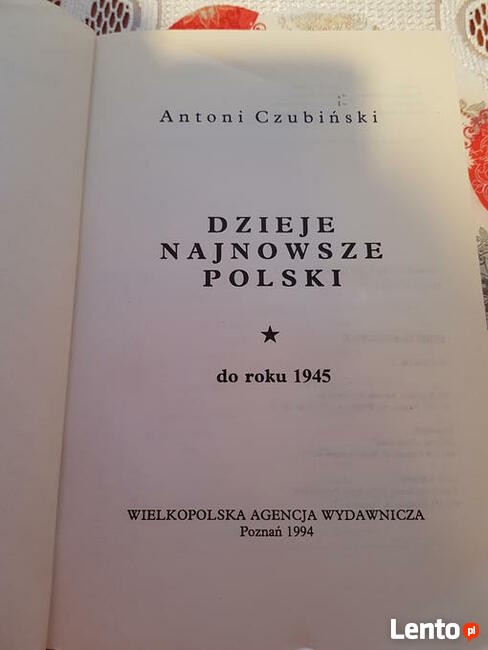 Antoni Czubiński
DZIEJE
NAJNOWSZE
POLSKI
do roku 1945
WIELKOPOLSKA AGENCJA WYDAWNICZA
Poznań 1994
Lento.pl